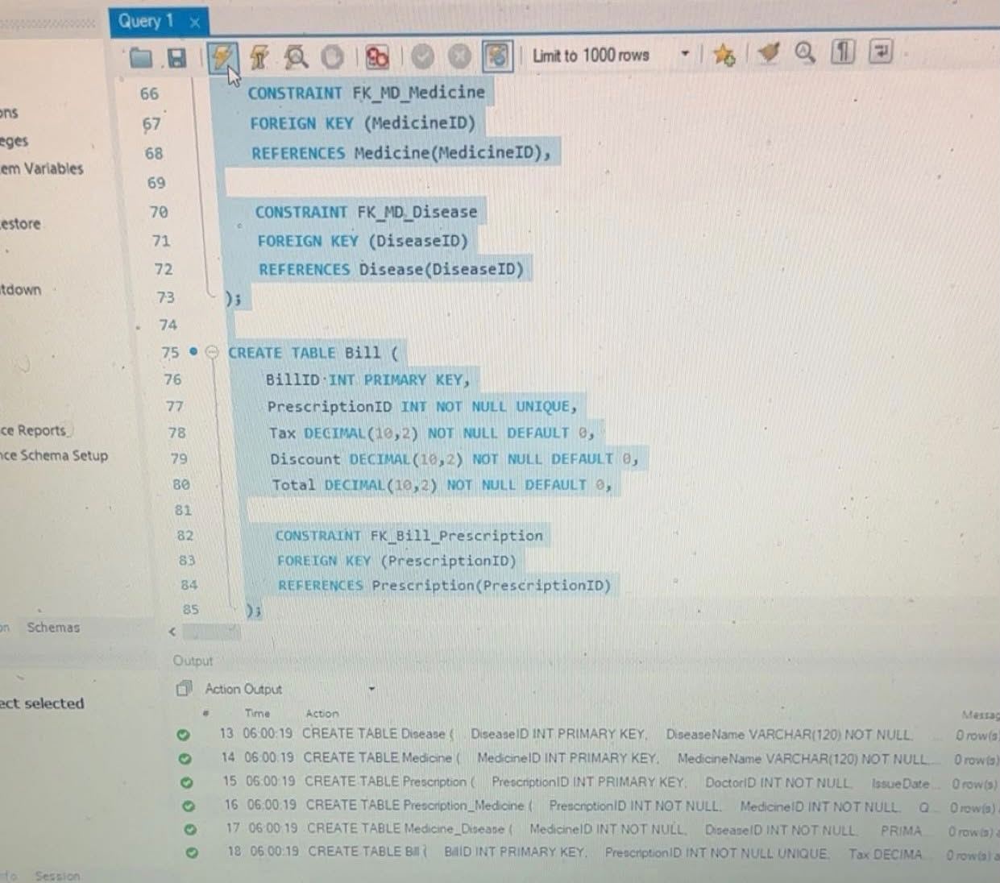 Query 1
Limit to 1000 rows
66 CONSTRAINT FK_MD_Medicine
67 FOREIGN KEY (MedicineID)
68 REFERENCES Medicine(MedicineID),
69
70 CONSTRAINT FK_MD_Disease
71 FOREIGN KEY (DiseaseID)
72 REFERENCES Disease(DiseaseID)
73 );
74
75 CREATE TABLE Bill (
76 BillID INT PRIMARY KEY,
77 PrescriptionID INT NOT NULL UNIQUE,
78 Tax DECIMAL(10,2) NOT NULL DEFAULT 0,
79 Discount DECIMAL(10,2) NOT NULL DEFAULT 0,
80 Total DECIMAL(10,2) NOT NULL DEFAULT 0,
81
82 CONSTRAINT FK_Bill_Prescription
83 FOREIGN KEY (PrescriptionID)
84 REFERENCES Prescription(PrescriptionID)
85 );
ons
eges
em Variables
estore
tdown
ce Reports
nce Schema Setup
on Schemas
ect selected
Session
Output
Action Output
# Time Action Messag
13 06:00:19 CREATE TABLE Disease ( DiseaseID INT PRIMARY KEY, DiseaseName VARCHAR(120) NOT NULL, ... 0 row(s)
14 06:00:19 CREATE TABLE Medicine ( MedicineID INT PRIMARY KEY, MedicineName VARCHAR(120) NOT NULL,... 0 row(s)
15 06:00:19 CREATE TABLE Prescription ( PrescriptionID INT PRIMARY KEY, DoctorID INT NOT NULL, IssueDate... 0 row(s)
16 06:00:19 CREATE TABLE Prescription_Medicine ( PrescriptionID INT NOT NULL, MedicineID INT NOT NULL, Q... 0 row(s)
17 06:00:19 CREATE TABLE Medicine_Disease ( MedicineID INT NOT NULL, DiseaseID INT NOT NULL, PRIMA... 0 row(s) a
18 06:00:19 CREATE TABLE Bill ( BillID INT PRIMARY KEY, PrescriptionID INT NOT NULL UNIQUE, Tax DECIMA... 0 row(s) a